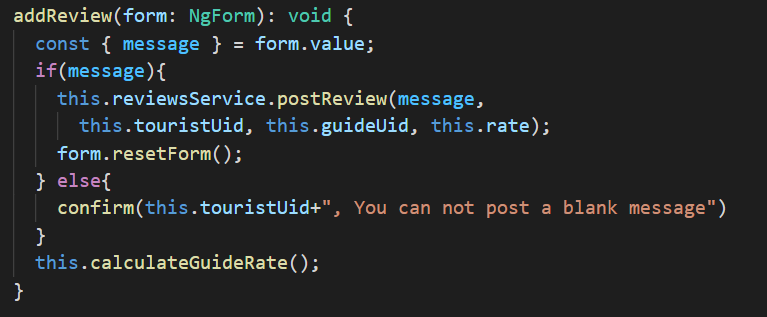 addReview(form: NgForm): void {
const { message } = form.value;
if(message){
this.reviewsService.postReview(message,
this.touristUid, this.guideUid, this.rate);
form.resetForm();
} else{
confirm(this.touristUid+", You can not post a blank message")
}
this.calculateGuideRate();
}